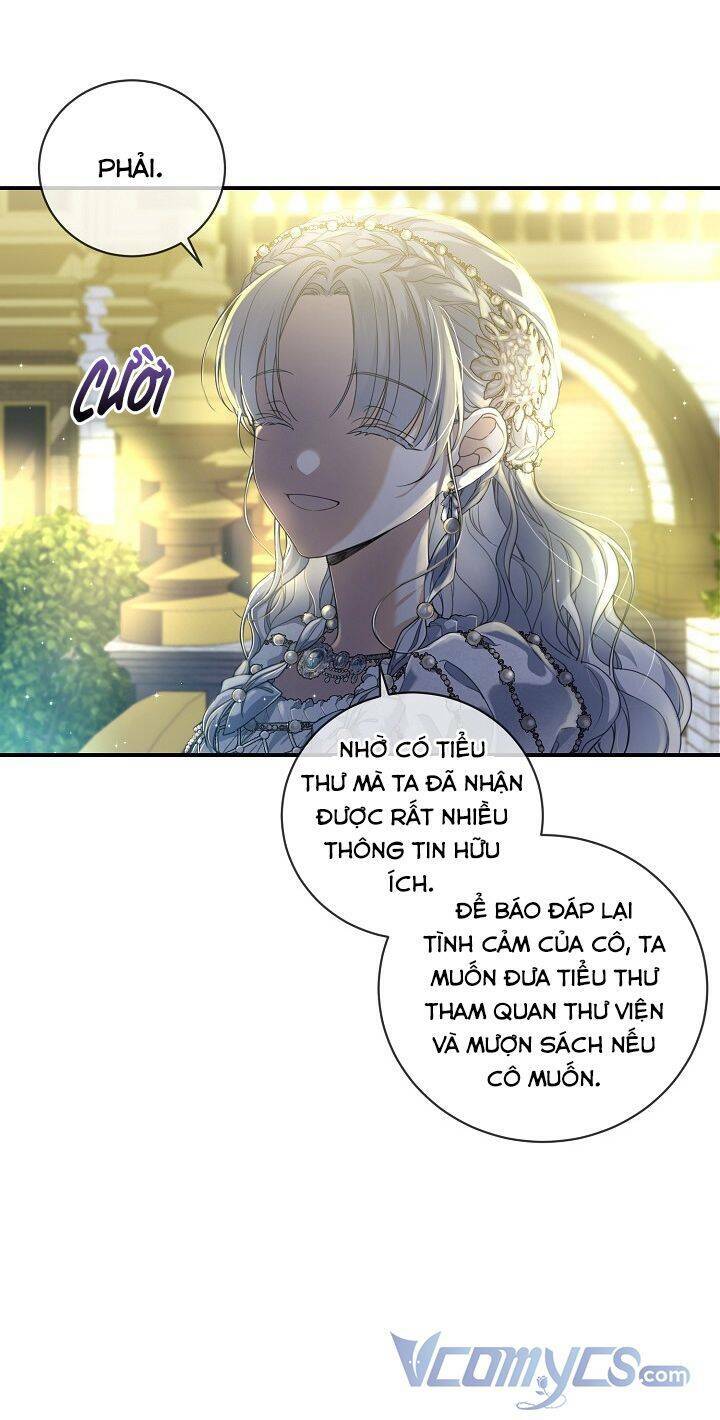 PHẢI.
CƯỜI
NHỜ CÓ TIỂU
THƯ MÀ TA ĐÃ NHẬN
ĐƯỢC RẤT NHIỀU
THÔNG TIN HỮU
ÍCH.
ĐỂ BÁO ĐÁP LẠI
TÌNH CẢM CỦA CÔ, TA
MUỐN ĐƯA TIỂU THƯ
THAM QUAN THƯ VIỆN
VÀ MƯỢN SÁCH NẾU
CÔ MUỐN.
VCOMYCS.com